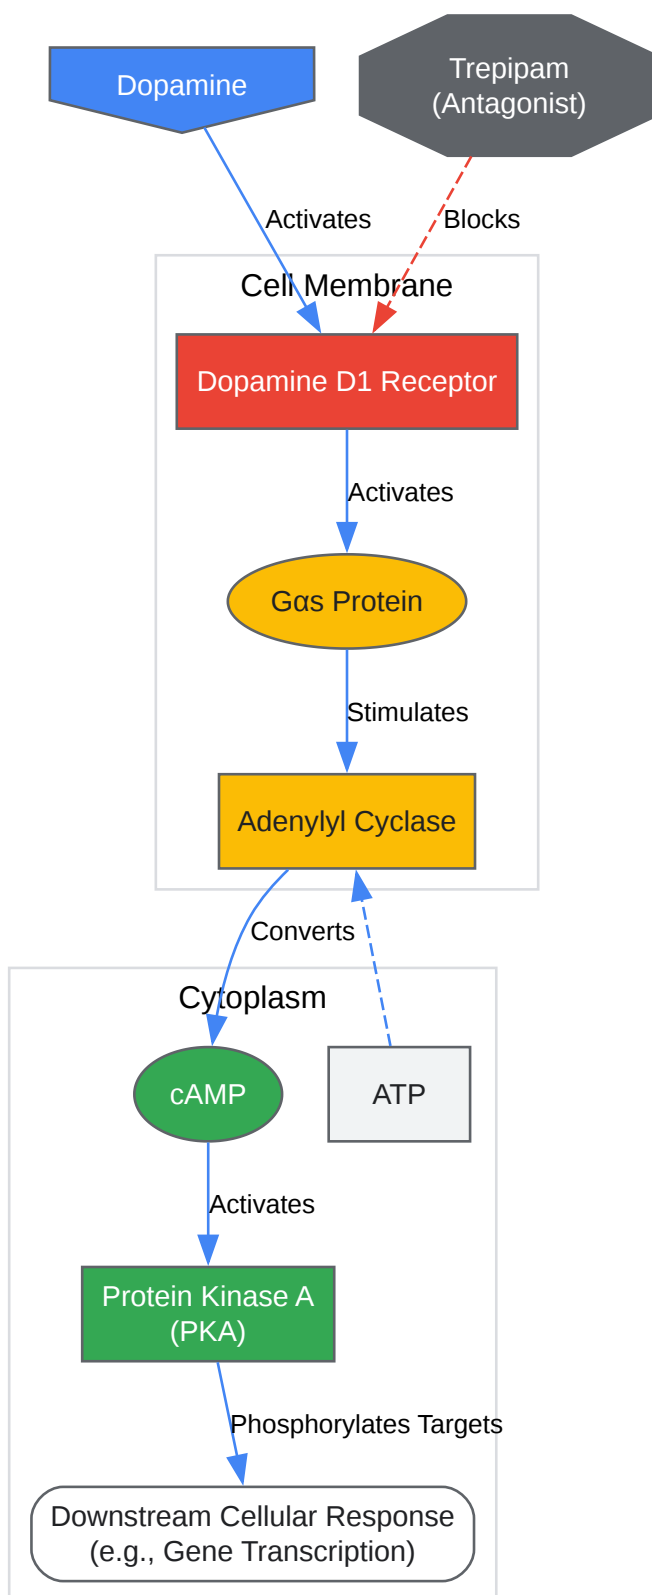 Dopamine
Trepipam
(Antagonist)
Activates
Blocks
Cell Membrane
Dopamine D1 Receptor
Activates
Gαs Protein
Stimulates
Adenylyl Cyclase
Converts
Cytoplasm
cAMP
ATP
Activates
Protein Kinase A
(PKA)
Phosphorylates Targets
Downstream Cellular Response
(e.g., Gene Transcription)